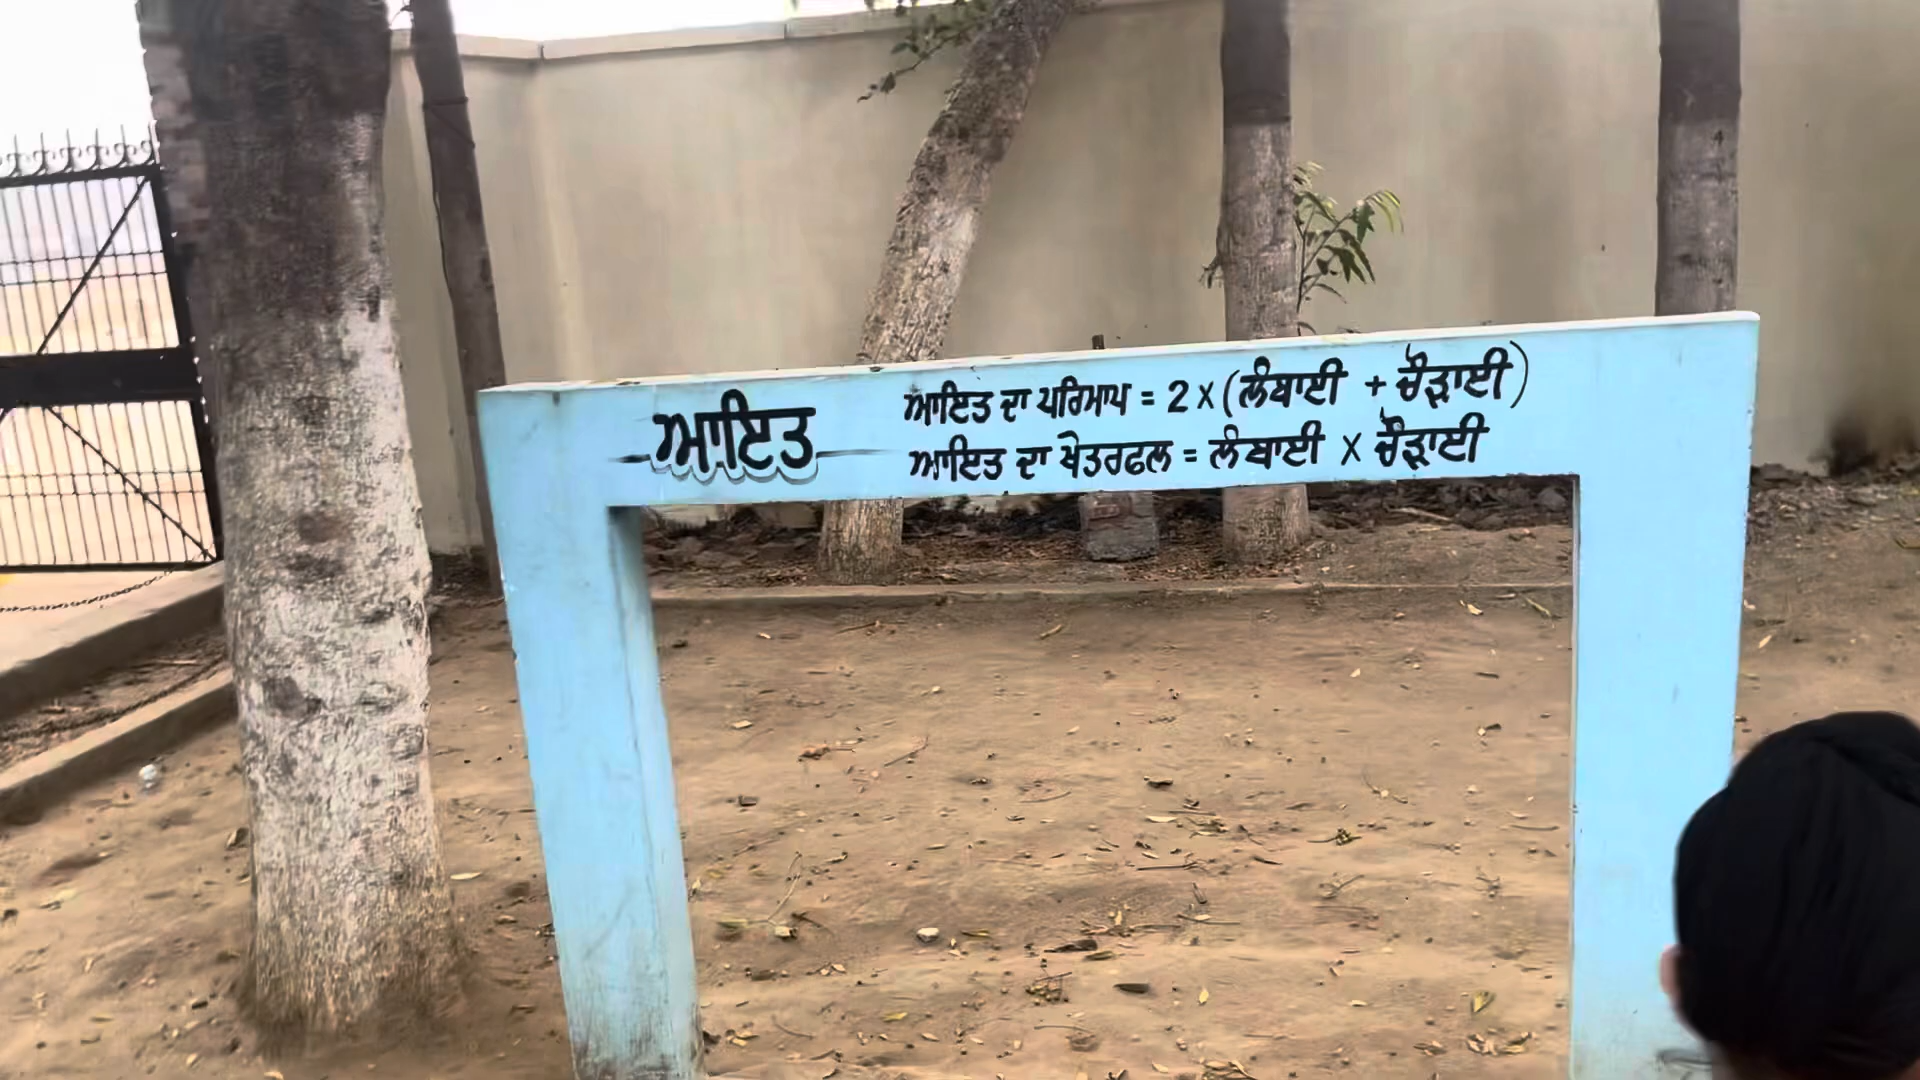 ਆਇਤ
ਆਇਤ ਦਾ ਪਰਿਮਾਪ = 2 × (ਲੰਬਾਈ + ਚੌੜਾਈ)
ਆਇਤ ਦਾ ਖੇਤਰਫਲ = ਲੰਬਾਈ × ਚੌੜਾਈ